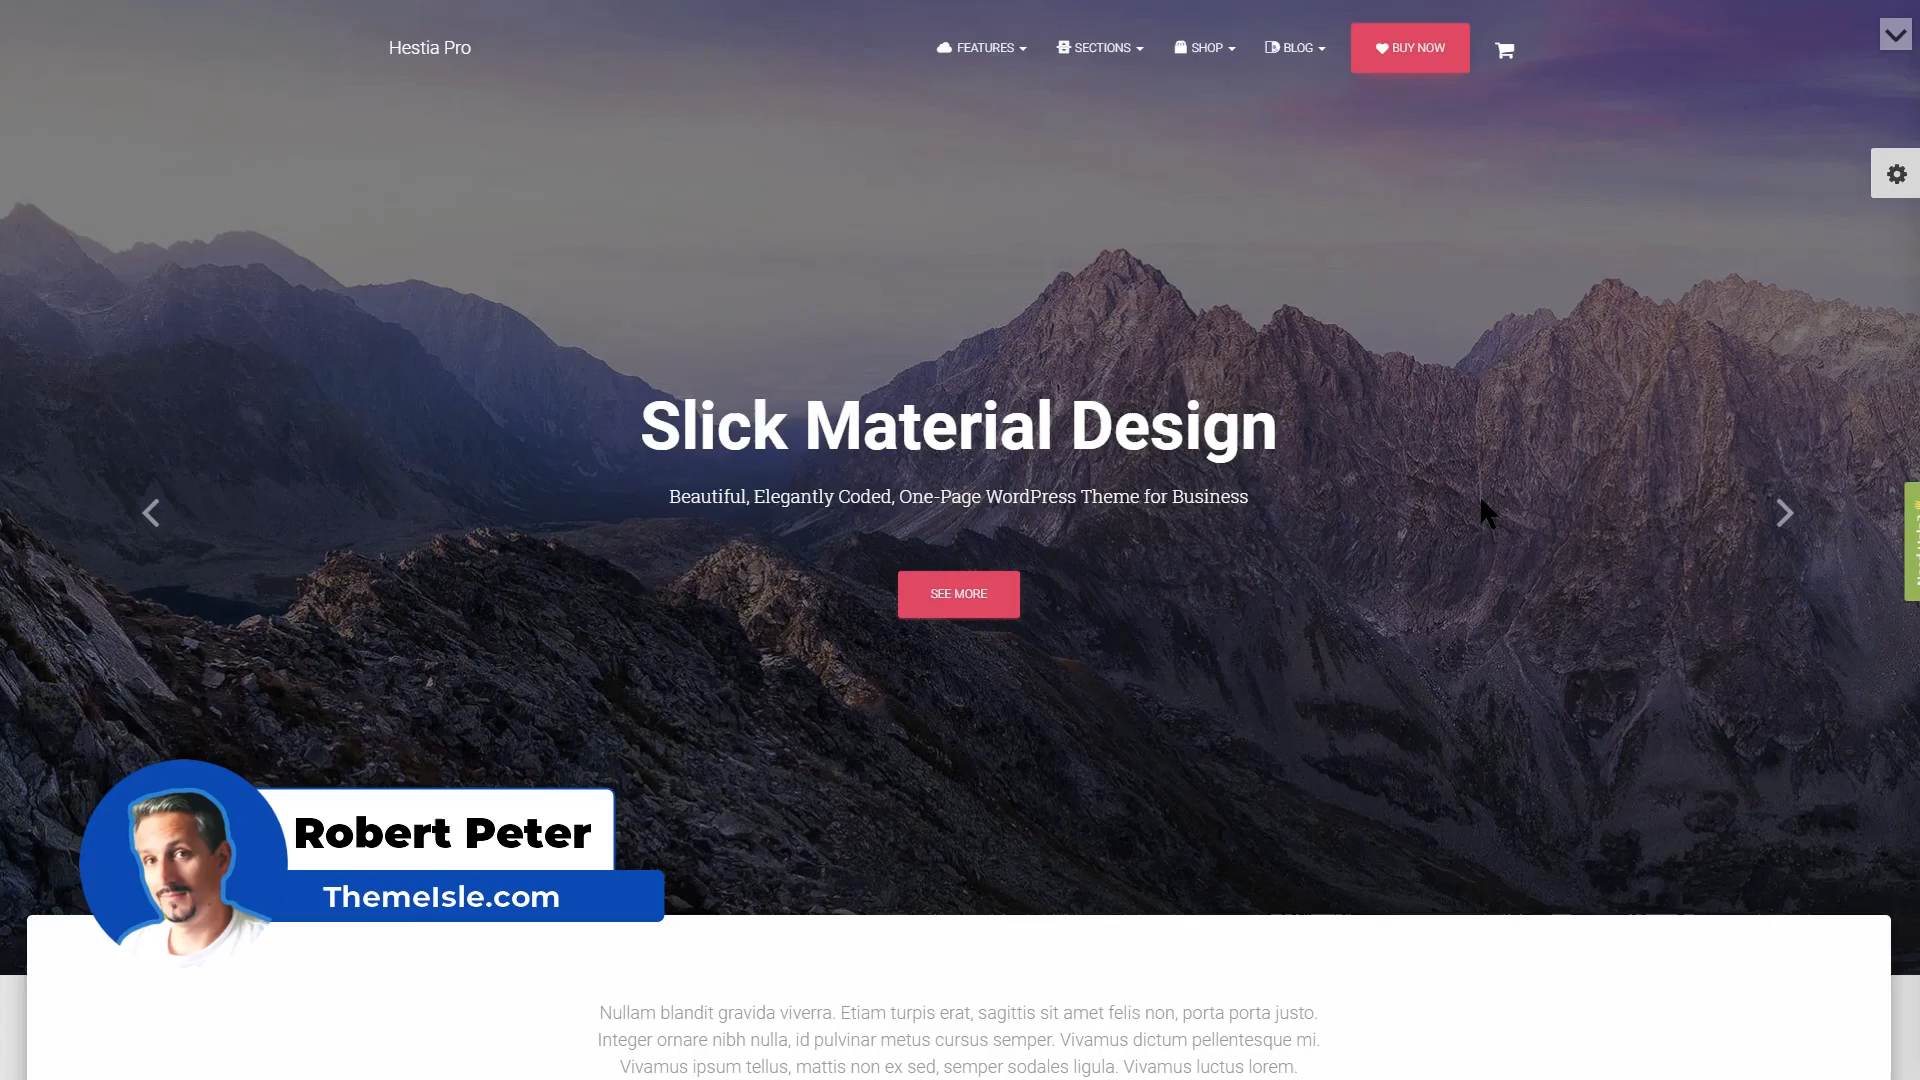 Hestia Pro
FEATURES
SECTIONS
SHOP
BLOG
BUY NOW
Slick Material Design
Beautiful, Elegantly Coded, One-Page WordPress Theme for Business
SEE MORE
Robert Peter
ThemeIsle.com
Nullam blandit gravida viverra. Etiam turpis erat, sagittis sit amet felis non, porta porta justo.
Integer ornare nibh nulla, id pulvinar metus cursus semper. Vivamus dictum pellentesque mi.
Vivamus ipsum tellus, mattis non ex sed, semper sodales ligula. Vivamus luctus lorem.